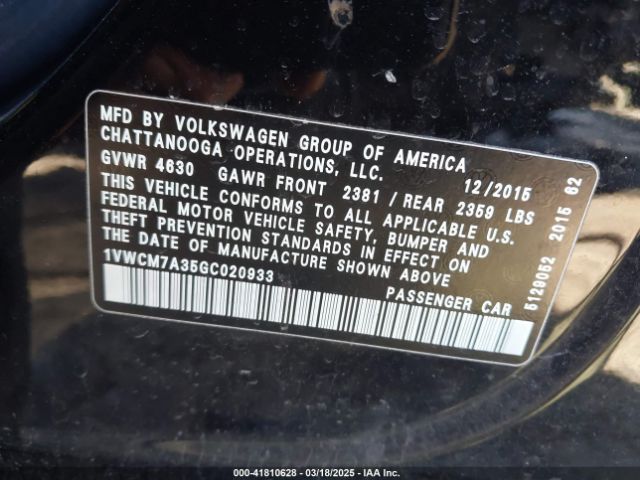 MFD BY VOLKSWAGEN GROUP OF AMERICA
CHATTANOOGA OPERATIONS, LLC. 12/2015
GVWR 4630 GAWR FRONT 2381 / REAR 2359 LBS
THIS VEHICLE CONFORMS TO ALL APPLICABLE U.S.
FEDERAL MOTOR VEHICLE SAFETY, BUMPER AND
THEFT PREVENTION STANDARDS IN EFFECT ON
THE DATE OF MANUFACTURE SHOWN ABOVE
1VWCM7A35GC020933
PASSENGER CAR
5129052 2015 62
0-41810628 - 03/18/2025 - IAA Inc.